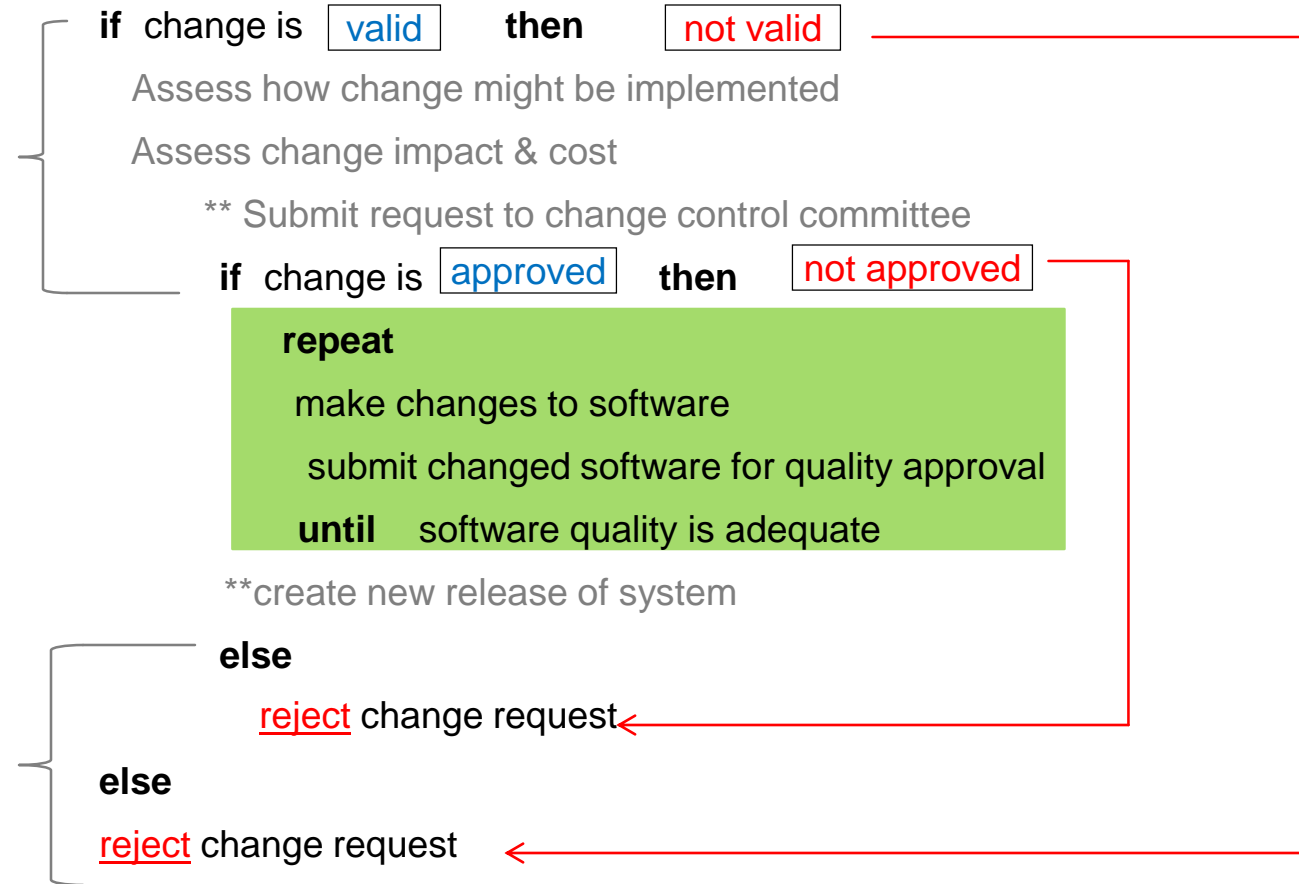 if change is valid then not valid
Assess how change might be implemented
Assess change impact & cost
** Submit request to change control committee
if change is approved then not approved
repeat
make changes to software
submit changed software for quality approval
until software quality is adequate
**create new release of system
else
reject change request
else
reject change request